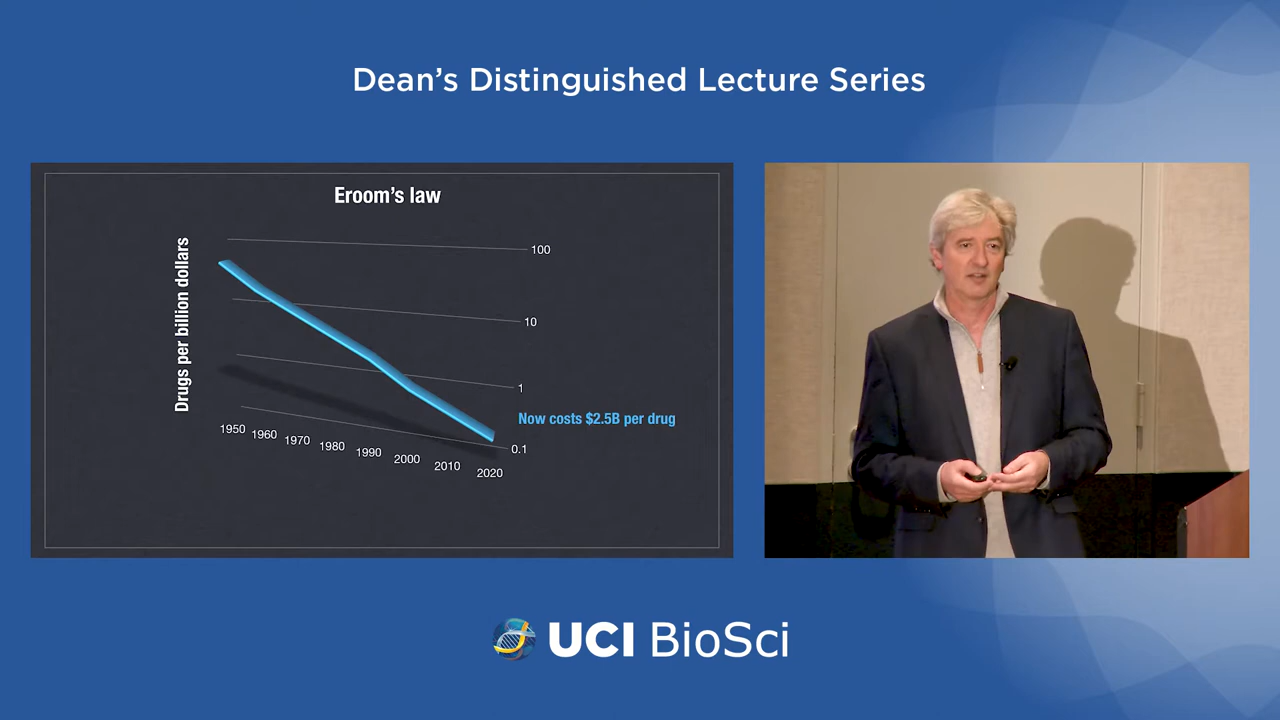 Dean's Distinguished Lecture Series
Eroom's law
Drugs per billion dollars
100
10
1
0.1
Now costs $2.5B per drug
1950 1960 1970 1980 1990 2000 2010 2020
UCI BioSci